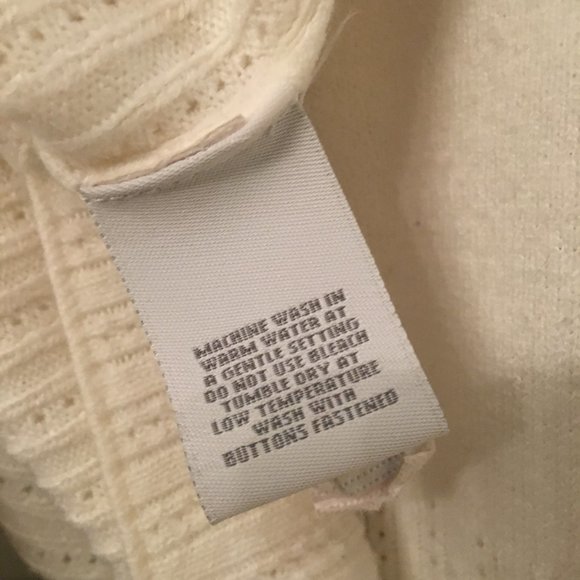 MACHINE WASH IN
WARM WATER AT
A GENTLE SETTING
DO NOT USE BLEACH
TUMBLE DRY AT
LOW TEMPERATURE
WASH WITH
BUTTONS FASTENED